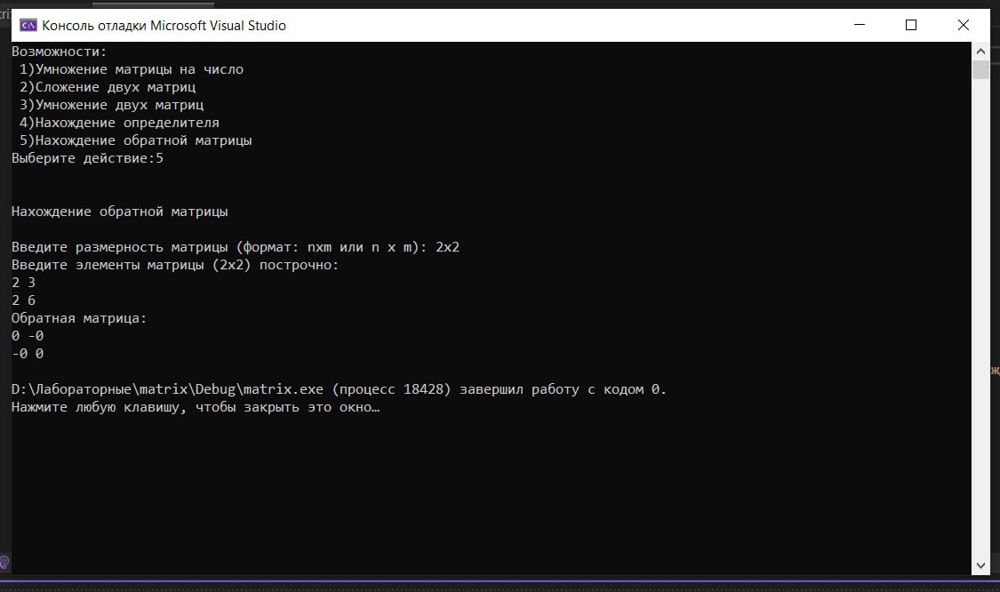 Консоль отладки Microsoft Visual Studio
Возможности:
1)Умножение матрицы на число
2)Сложение двух матриц
3)Умножение двух матриц
4)Нахождение определителя
5)Нахождение обратной матрицы
Выберите действие:5
Нахождение обратной матрицы
Введите размерность матрицы (формат: nxm или n x m): 2x2
Введите элементы матрицы (2x2) построчно:
2 3
2 6
Обратная матрица:
0 -0
-0 0
D:\Лабораторные\matrix\Debug\matrix.exe (процесс 18428) завершил работу с кодом 0.
Нажмите любую клавишу, чтобы закрыть это окно…